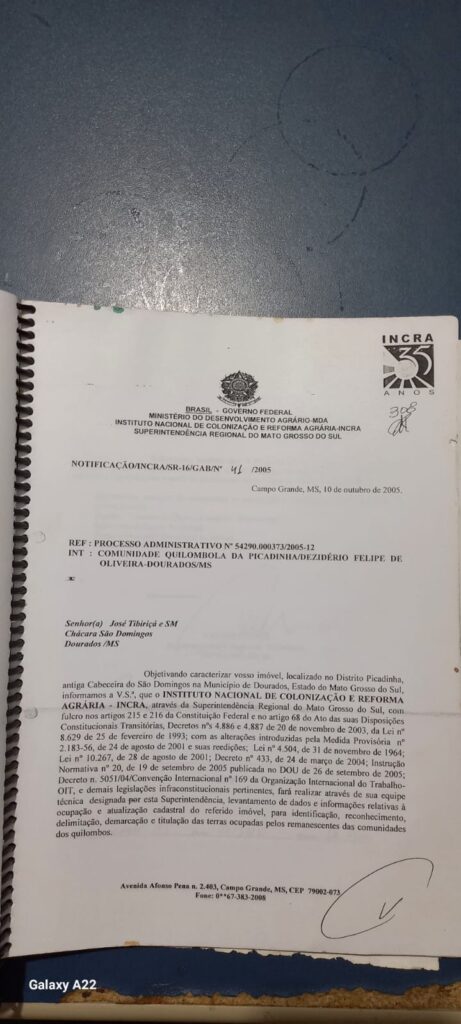 INCRA
35
ANOS
BRASIL - GOVERNO FEDERAL
MINISTÉRIO DO DESENVOLVIMENTO AGRÁRIO-MDA
INSTITUTO NACIONAL DE COLONIZAÇÃO E REFORMA AGRÁRIA-INCRA
SUPERINTENDÊNCIA REGIONAL DO MATO GROSSO DO SUL
NOTIFICAÇÃO/INCRA/SR-16/GAB/Nº 41 /2005
Campo Grande, MS, 10 de outubro de 2005.
REF : PROCESSO ADMINISTRATIVO Nº 54290.000373/2005-12
INT : COMUNIDADE QUILOMBOLA DA PICADINHA/DEZIDÉRIO FELIPE DE
OLIVEIRA-DOURADOS/MS
Senhor(a) José Tibiriçá e SM
Chácara São Domingos
Dourados /MS
Objetivando caracterizar vosso imóvel, localizado no Distrito Picadinha,
antiga Cabeceira do São Domingos na Município de Dourados, Estado do Mato Grosso do Sul,
informamos a V.S.ª, que o INSTITUTO NACIONAL DE COLONIZAÇÃO E REFORMA
AGRÁRIA - INCRA, através da Superintendência Regional do Mato Grosso do Sul, com
fulcro nos artigos 215 e 216 da Constituição Federal e no artigo 68 do Ato das suas Disposições
Constitucionais Transitórias, Decretos nºs 4.886 e 4.887 de 20 de novembro de 2003, da Lei nº
8.629 de 25 de fevereiro de 1993; com as alterações introduzidas pela Medida Provisória nº
2.183-56, de 24 de agosto de 2001 e suas reedições; Lei nº 4.504, de 31 de novembro de 1964;
Lei nº 10.267, de 28 de agosto de 2001; Decreto nº 433, de 24 de março de 2004; Instrução
Normativa nº 20, de 19 de setembro de 2005 publicada no DOU de 26 de setembro de 2005;
Decreto n. 5051/04/Convenção Internacional nº 169 da Organização Internacional do Trabalho-
OIT, e demais legislações infraconstitucionais pertinentes, fará realizar através de sua equipe
técnica designada por esta Superintendência, levantamento de dados e informações relativas à
ocupação e atualização cadastral do referido imóvel, para identificação, reconhecimento,
delimitação, demarcação e titulação das terras ocupadas pelos remanescentes das comunidades
dos quilombos.
Avenida Afonso Pena n. 2.403, Campo Grande, MS, CEP 79002-073
Fone: 0**67-383-2008
Galaxy A22